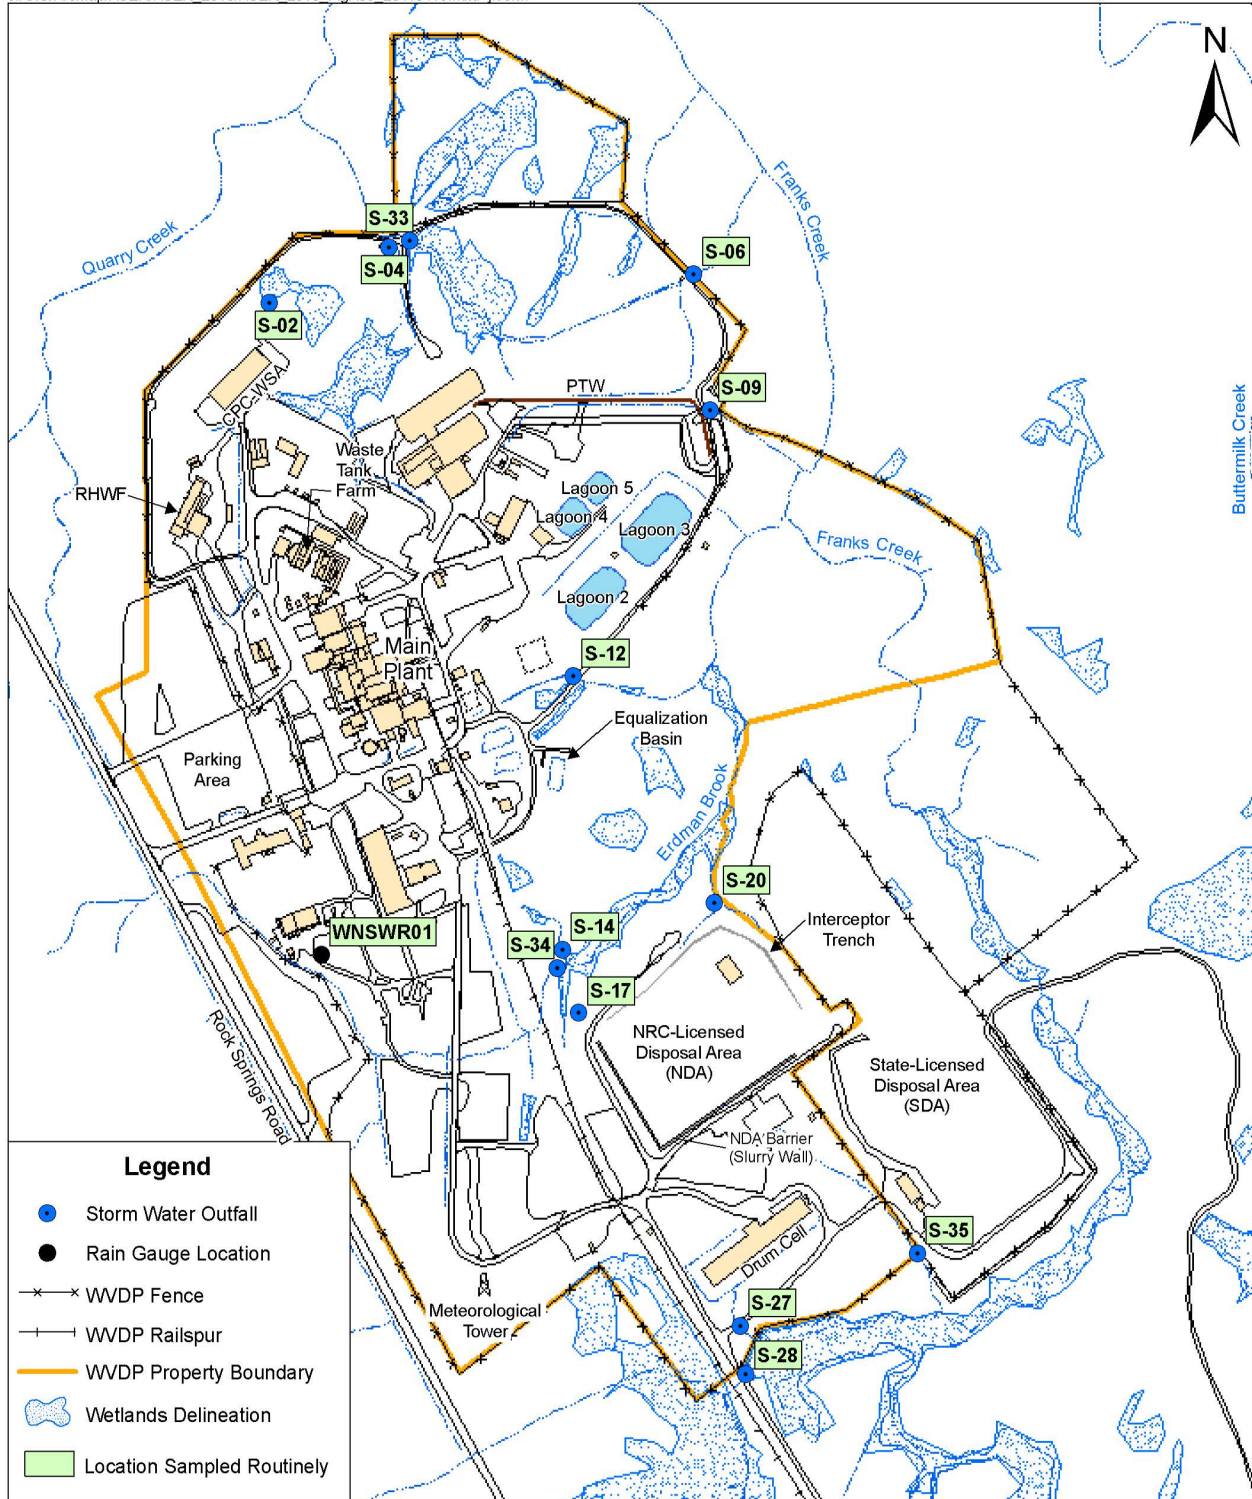 N
S-33
Franks Creek
Quarry Creek
S-04
S-06
S-02
CPC-WSA
PTW
S-09
Buttermilk Creek
Waste
Tank
Farm
RHWF
Lagoon 5
Lagoon 4
Lagoon 3
Franks Creek
Lagoon 2
Main
Plant
S-12
Equalization
Basin
Parking
Area
Erdman Brook
S-20
Interceptor
Trench
WNSWR01
S-14
S-34
S-17
Rock Springs Road
NRC-Licensed
Disposal Area
(NDA)
State-Licensed
Disposal Area
(SDA)
NDA Barrier
(Slurry Wall)
S-35
Drum Cell
Meteorological
Tower
S-27
S-28
Legend
Storm Water Outfall
Rain Gauge Location
WVDP Fence
WVDP Railspur
WVDP Property Boundary
Wetlands Delineation
Location Sampled Routinely